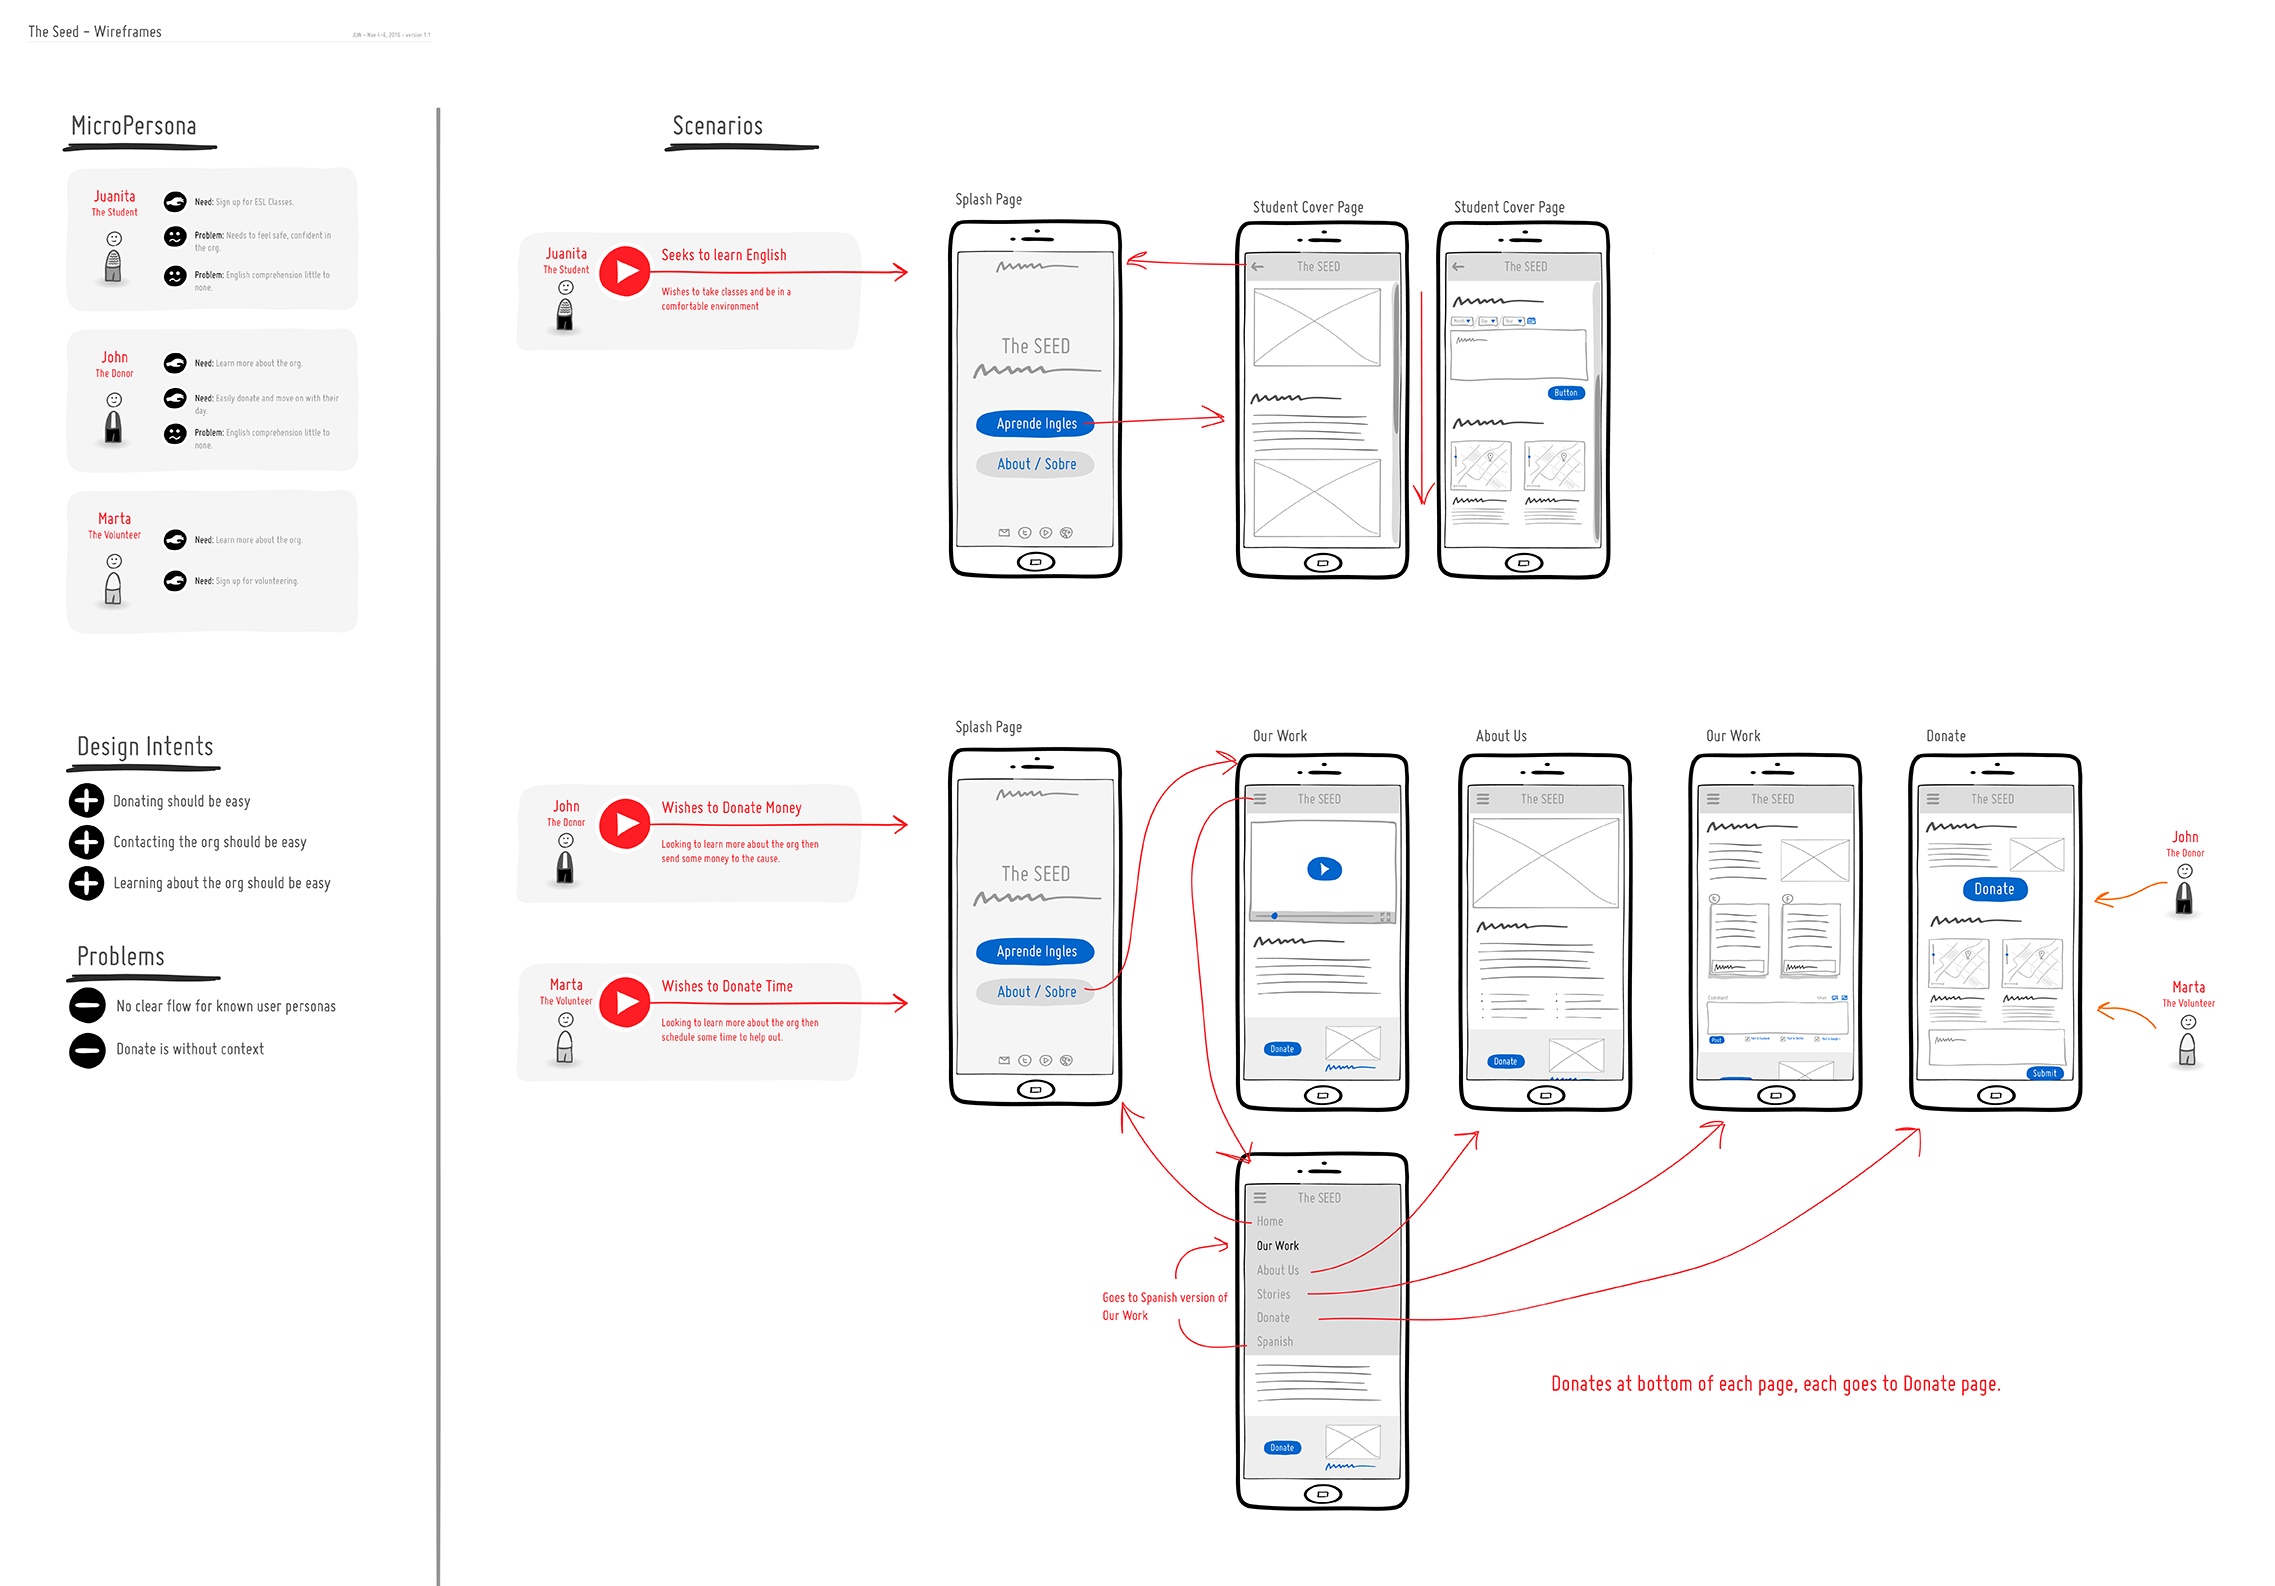 The Seed - Wireframes
JLW - Nov 4-6, 2016 - version 1.1
MicroPersona
Juanita
The Student
Need: Sign up for ESL Classes.
Problem: Needs to feel safe, confident in
the org.
Problem: English comprehension little to
none.
John
The Donor
Need: Learn more about the org.
Need: Easily donate and move on with their
day.
Problem: English comprehension little to
none.
Marta
The Volunteer
Need: Learn more about the org.
Need: Sign up for volunteering.
Design Intents
Donating should be easy
Contacting the org should be easy
Learning about the org should be easy
Problems
No clear flow for known user personas
Donate is without context
Scenarios
Juanita
The Student
Seeks to learn English
Wishes to take classes and be in a
comfortable environment
Splash Page
The SEED
Aprende Ingles
About / Sobre
Student Cover Page
The SEED
Student Cover Page
The SEED
Month
Day
Year
Button
John
The Donor
Wishes to Donate Money
Looking to learn more about the org then
send some money to the cause.
Marta
The Volunteer
Wishes to Donate Time
Looking to learn more about the org then
schedule some time to help out.
Splash Page
The SEED
Aprende Ingles
About / Sobre
Our Work
The SEED
Donate
About Us
The SEED
Donate
Our Work
The SEED
Comment
Post
Donate
The SEED
Donate
Submit
John
The Donor
Marta
The Volunteer
The SEED
Home
Our Work
About Us
Stories
Donate
Spanish
Donate
Goes to Spanish version of
Our Work
Donates at bottom of each page, each goes to Donate page.